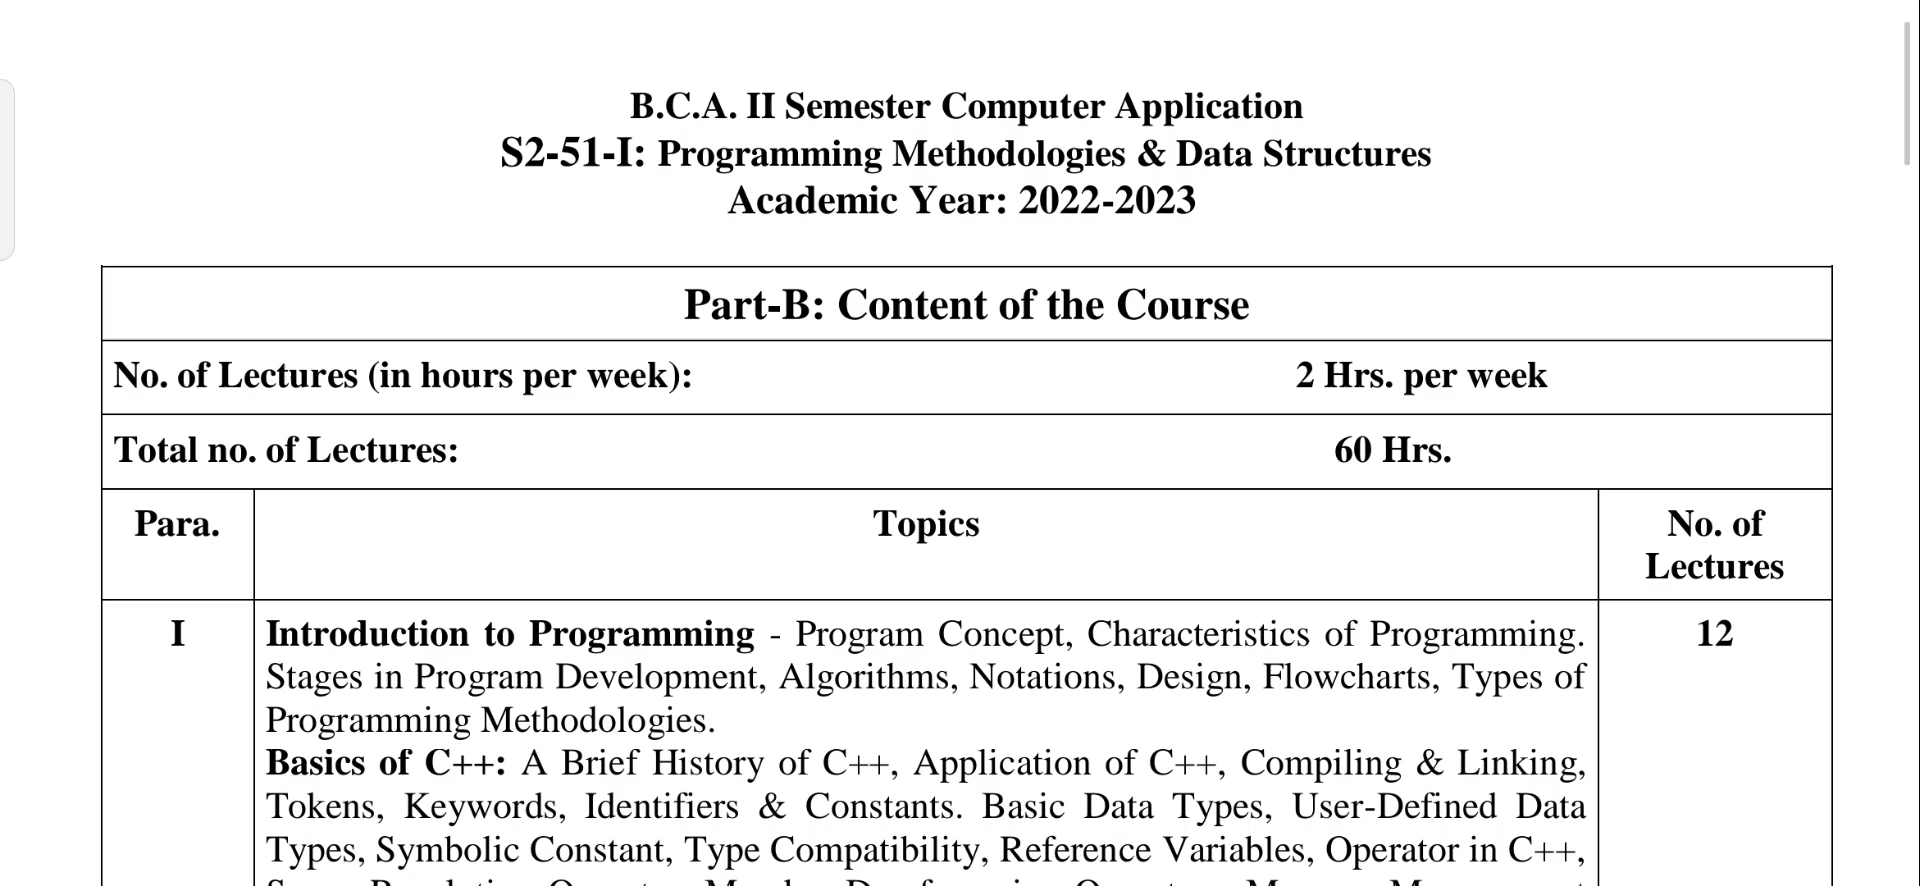 B.C.A. II Semester Computer Application
S2-51-I: Programming Methodologies & Data Structures
Academic Year: 2022-2023
Part-B: Content of the Course
No. of Lectures (in hours per week): 2 Hrs. per week
Total no. of Lectures: 60 Hrs.
Para. Topics No. of
Lectures
I Introduction to Programming - Program Concept, Characteristics of Programming. 12
Stages in Program Development, Algorithms, Notations, Design, Flowcharts, Types of
Programming Methodologies.
Basics of C++: A Brief History of C++, Application of C++, Compiling & Linking,
Tokens, Keywords, Identifiers & Constants. Basic Data Types, User-Defined Data
Types, Symbolic Constant, Type Compatibility, Reference Variables, Operator in C++,